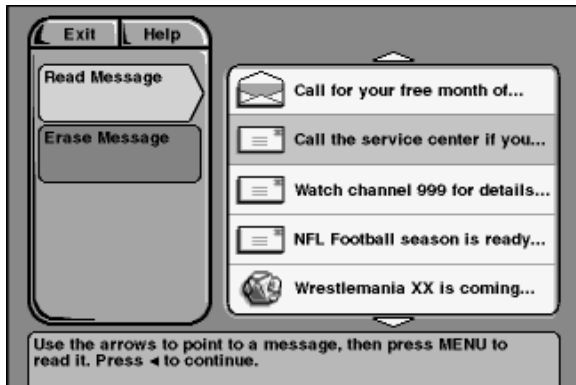 Exit Help
Read Message
Erase Message
Call for your free month of...
Call the service center if you...
Watch channel 999 for details...
NFL Football season is ready...
Wrestlemania XX is coming...
Use the arrows to point to a message, then press MENU to
read it. Press ◂ to continue.